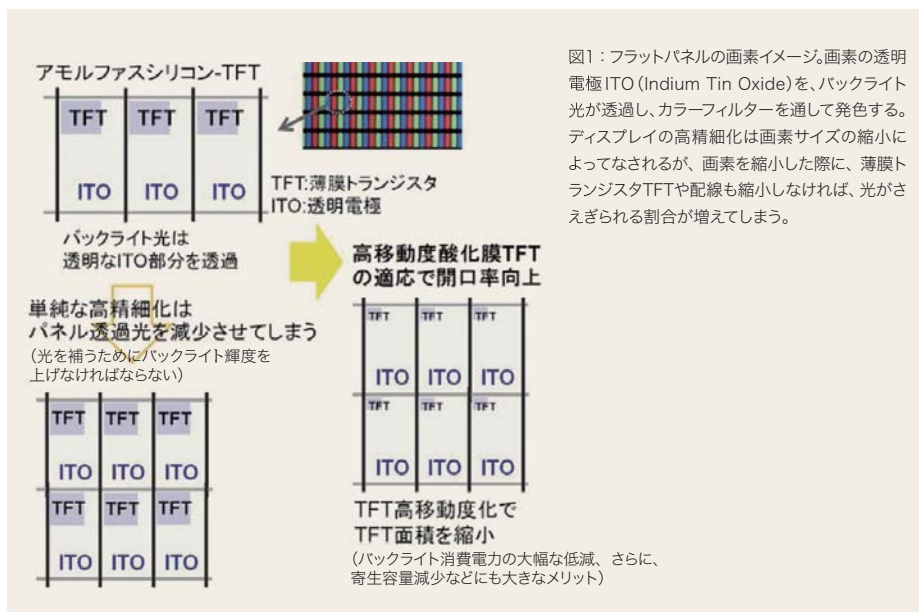 アモルファスシリコン-TFT
TFT TFT TFT
ITO ITO ITO
TFT:薄膜トランジスタ
ITO:透明電極
バックライト光は
透明なITO部分を透過
単純な高精細化は
パネル透過光を減少させてしまう
(光を補うためにバックライト輝度を
上げなければならない)
TFT TFT TFT
ITO ITO ITO
TFT TFT TFT
ITO ITO ITO
高移動度酸化膜TFT
の適応で開口率向上
TFT TFT TFT
ITO ITO ITO
TFT TFT TFT
ITO ITO ITO
TFT高移動度化で
TFT面積を縮小
(バックライト消費電力の大幅な低減、さらに、
寄生容量減少などにも大きなメリット)
図1:フラットパネルの画素イメージ。画素の透明
電極ITO(Indium Tin Oxide)を、バックライト
光が透過し、カラーフィルターを通して発色する。
ディスプレイの高精細化は画素サイズの縮小に
よってなされるが、画素を縮小した際に、薄膜ト
ランジスタTFTや配線も縮小しなければ、光がさ
えぎられる割合が増えてしまう。